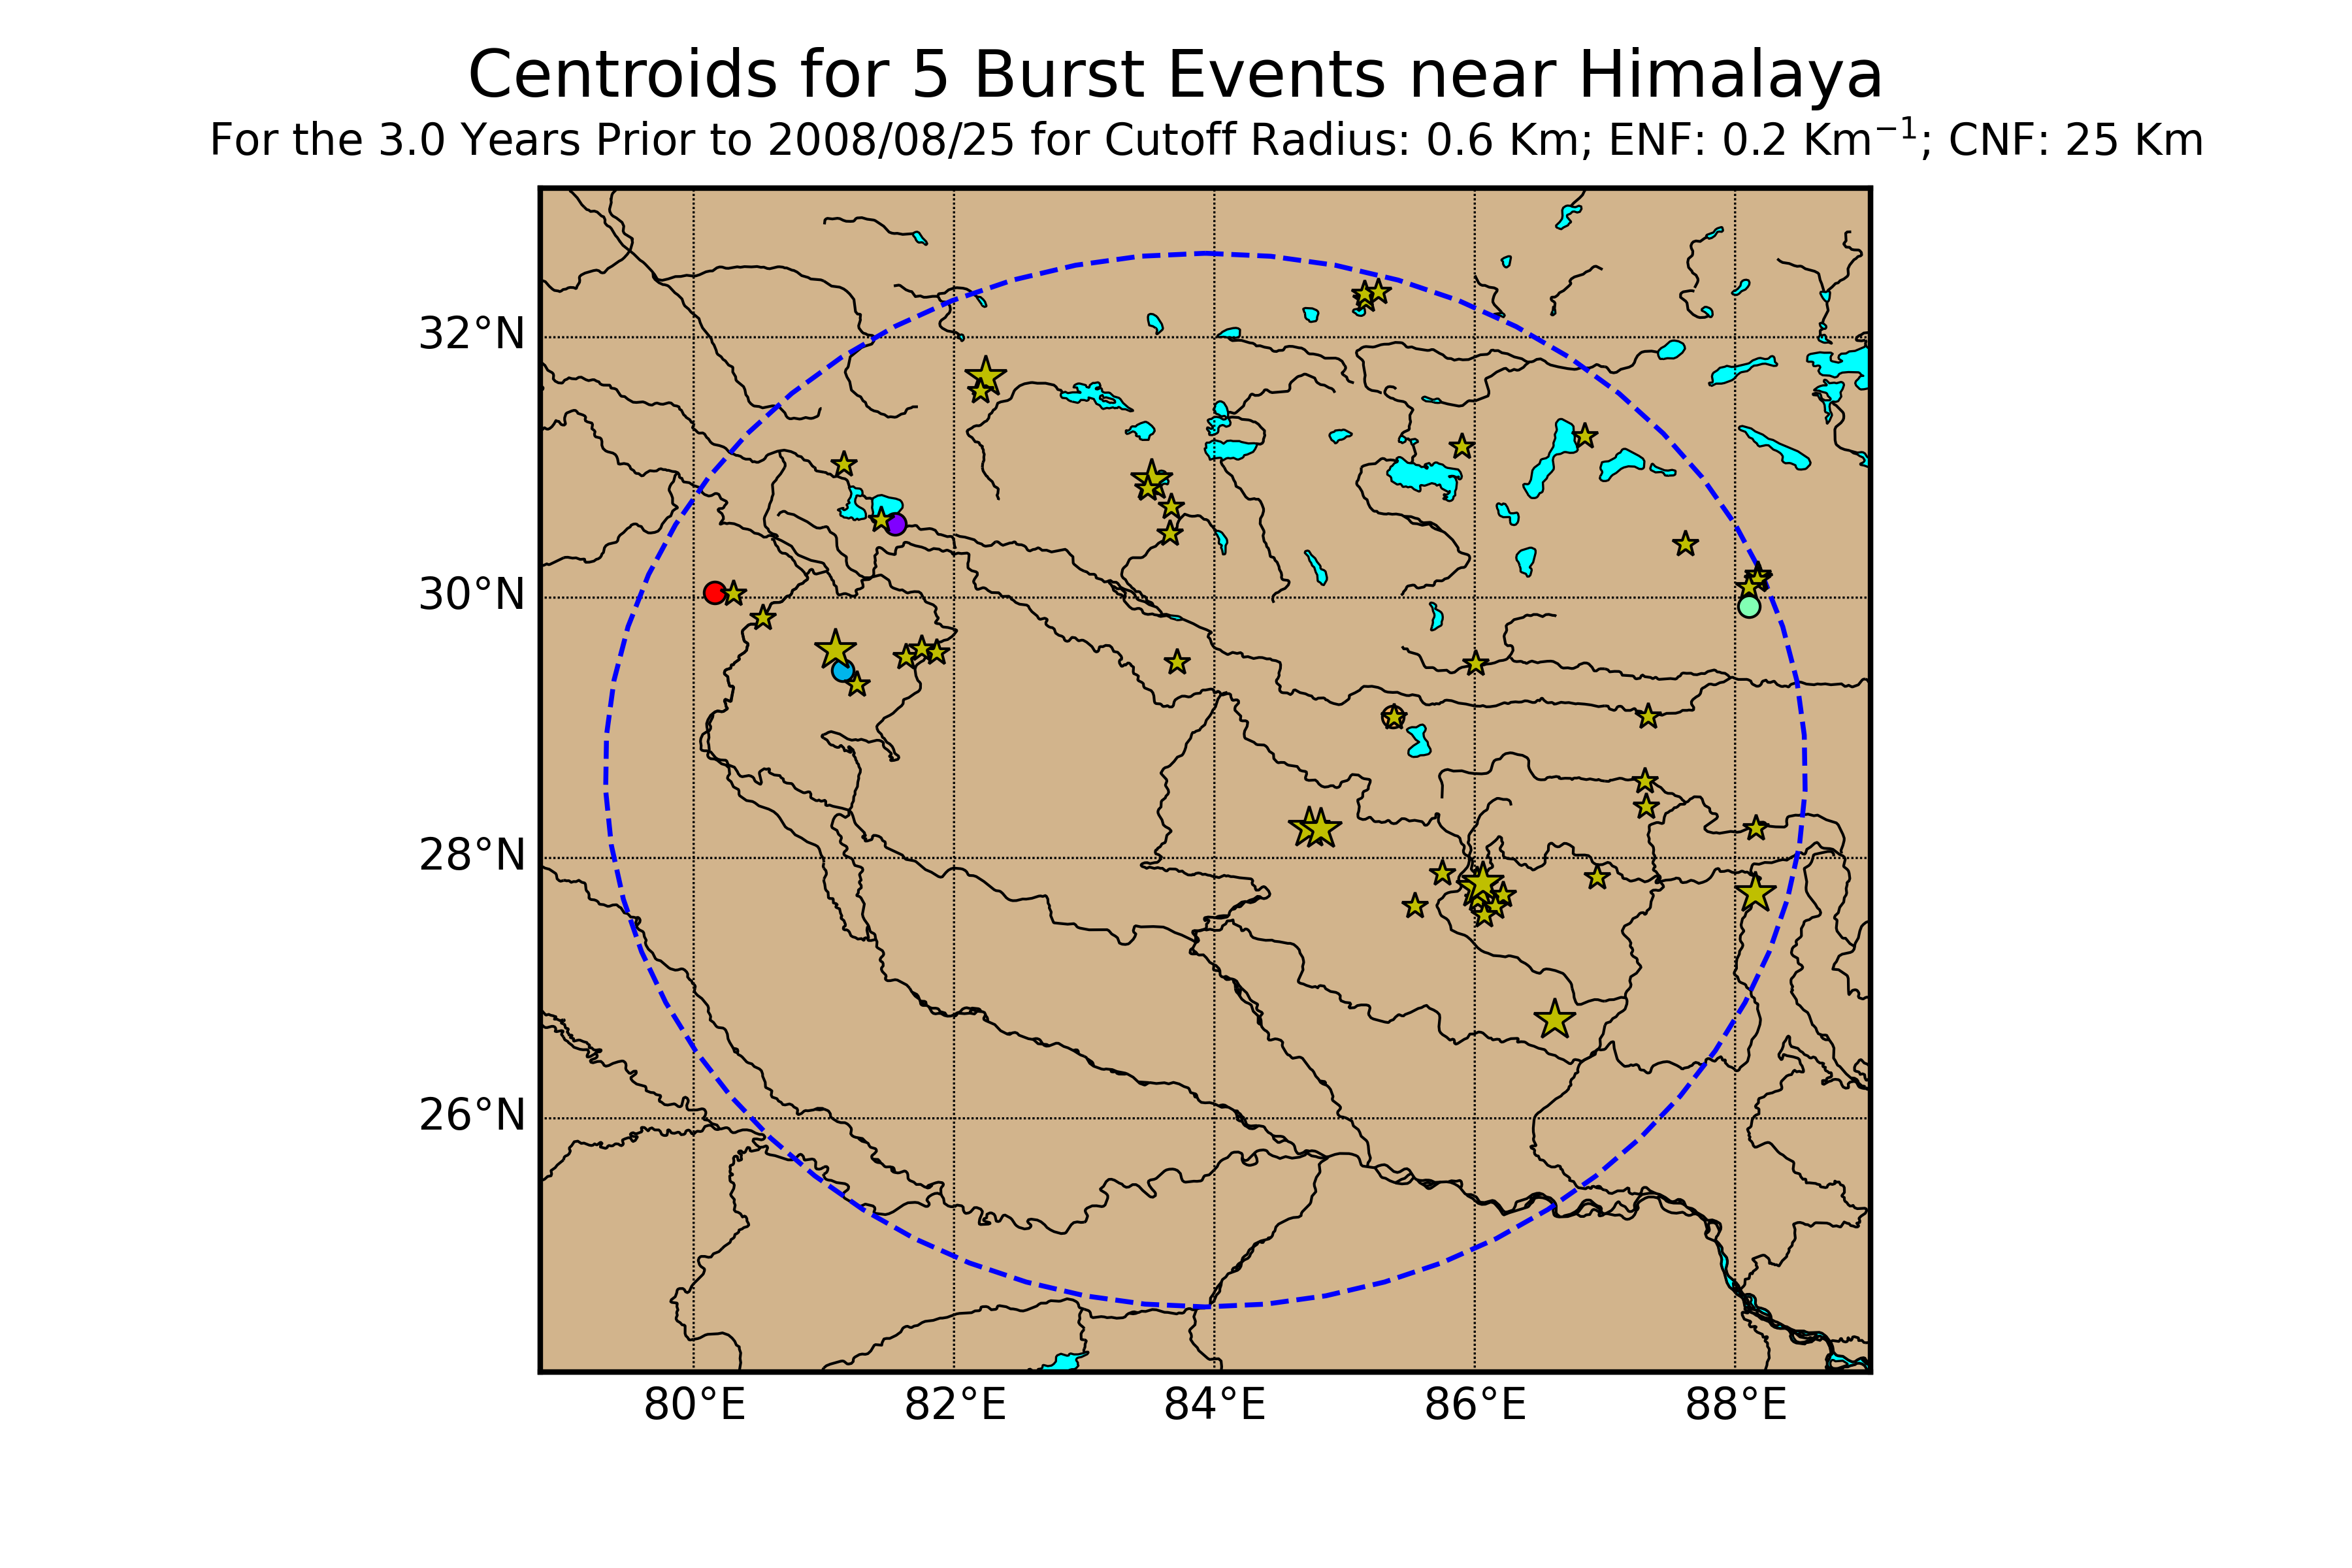 Centroids for 5 Burst Events near Himalaya
For the 3.0 Years Prior to 2008/08/25 for Cutoff Radius: 0.6 Km; ENF: 0.2 Km⁻¹; CNF: 25 Km
32°N
30°N
28°N
26°N
80°E 82°E 84°E 86°E 88°E